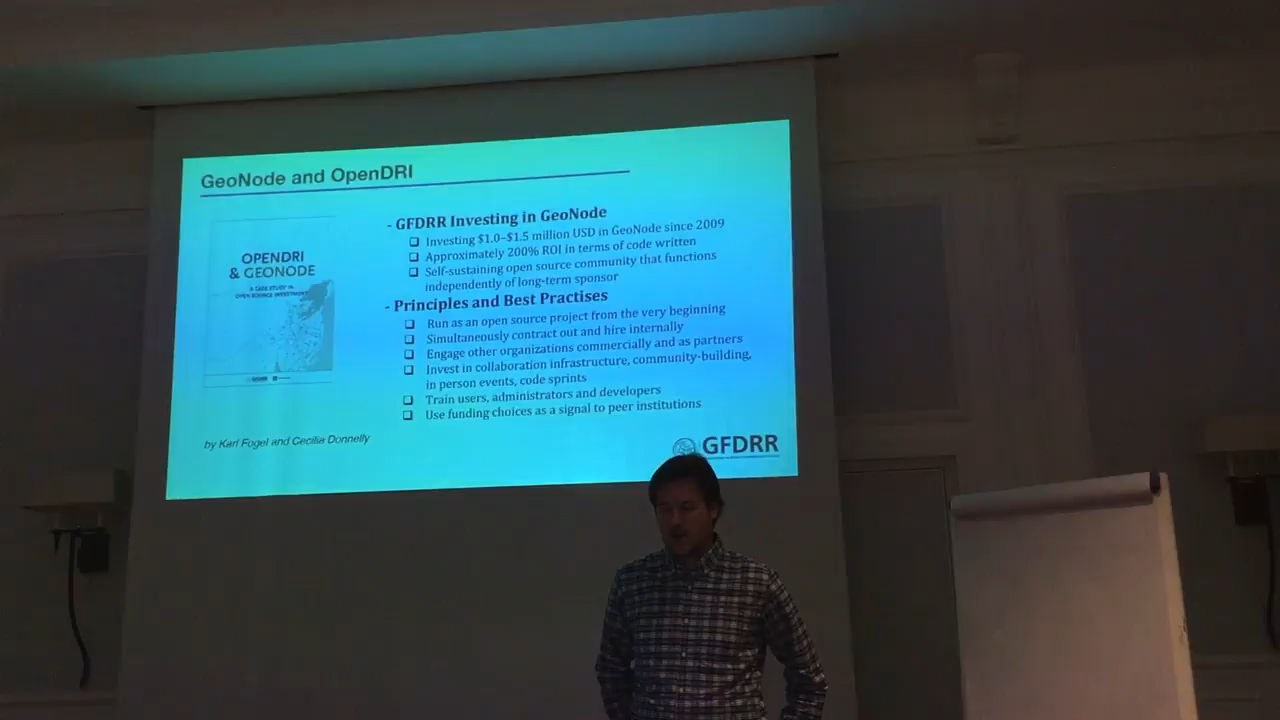 GeoNode and OpenDRI
OPENDRI
& GEONODE
A CASE STUDY IN
OPEN SOURCE INVESTMENT
GFDRR
by Karl Fogel and Cecilia Donnelly
- GFDRR Investing in GeoNode
Investing $1.0–$1.5 million USD in GeoNode since 2009
Approximately 200% ROI in terms of code written
Self-sustaining open source community that functions
independently of long-term sponsor
- Principles and Best Practises
Run as an open source project from the very beginning
Simultaneously contract out and hire internally
Engage other organizations commercially and as partners
Invest in collaboration infrastructure, community-building,
in person events, code sprints
Train users, administrators and developers
Use funding choices as a signal to peer institutions
GFDRR